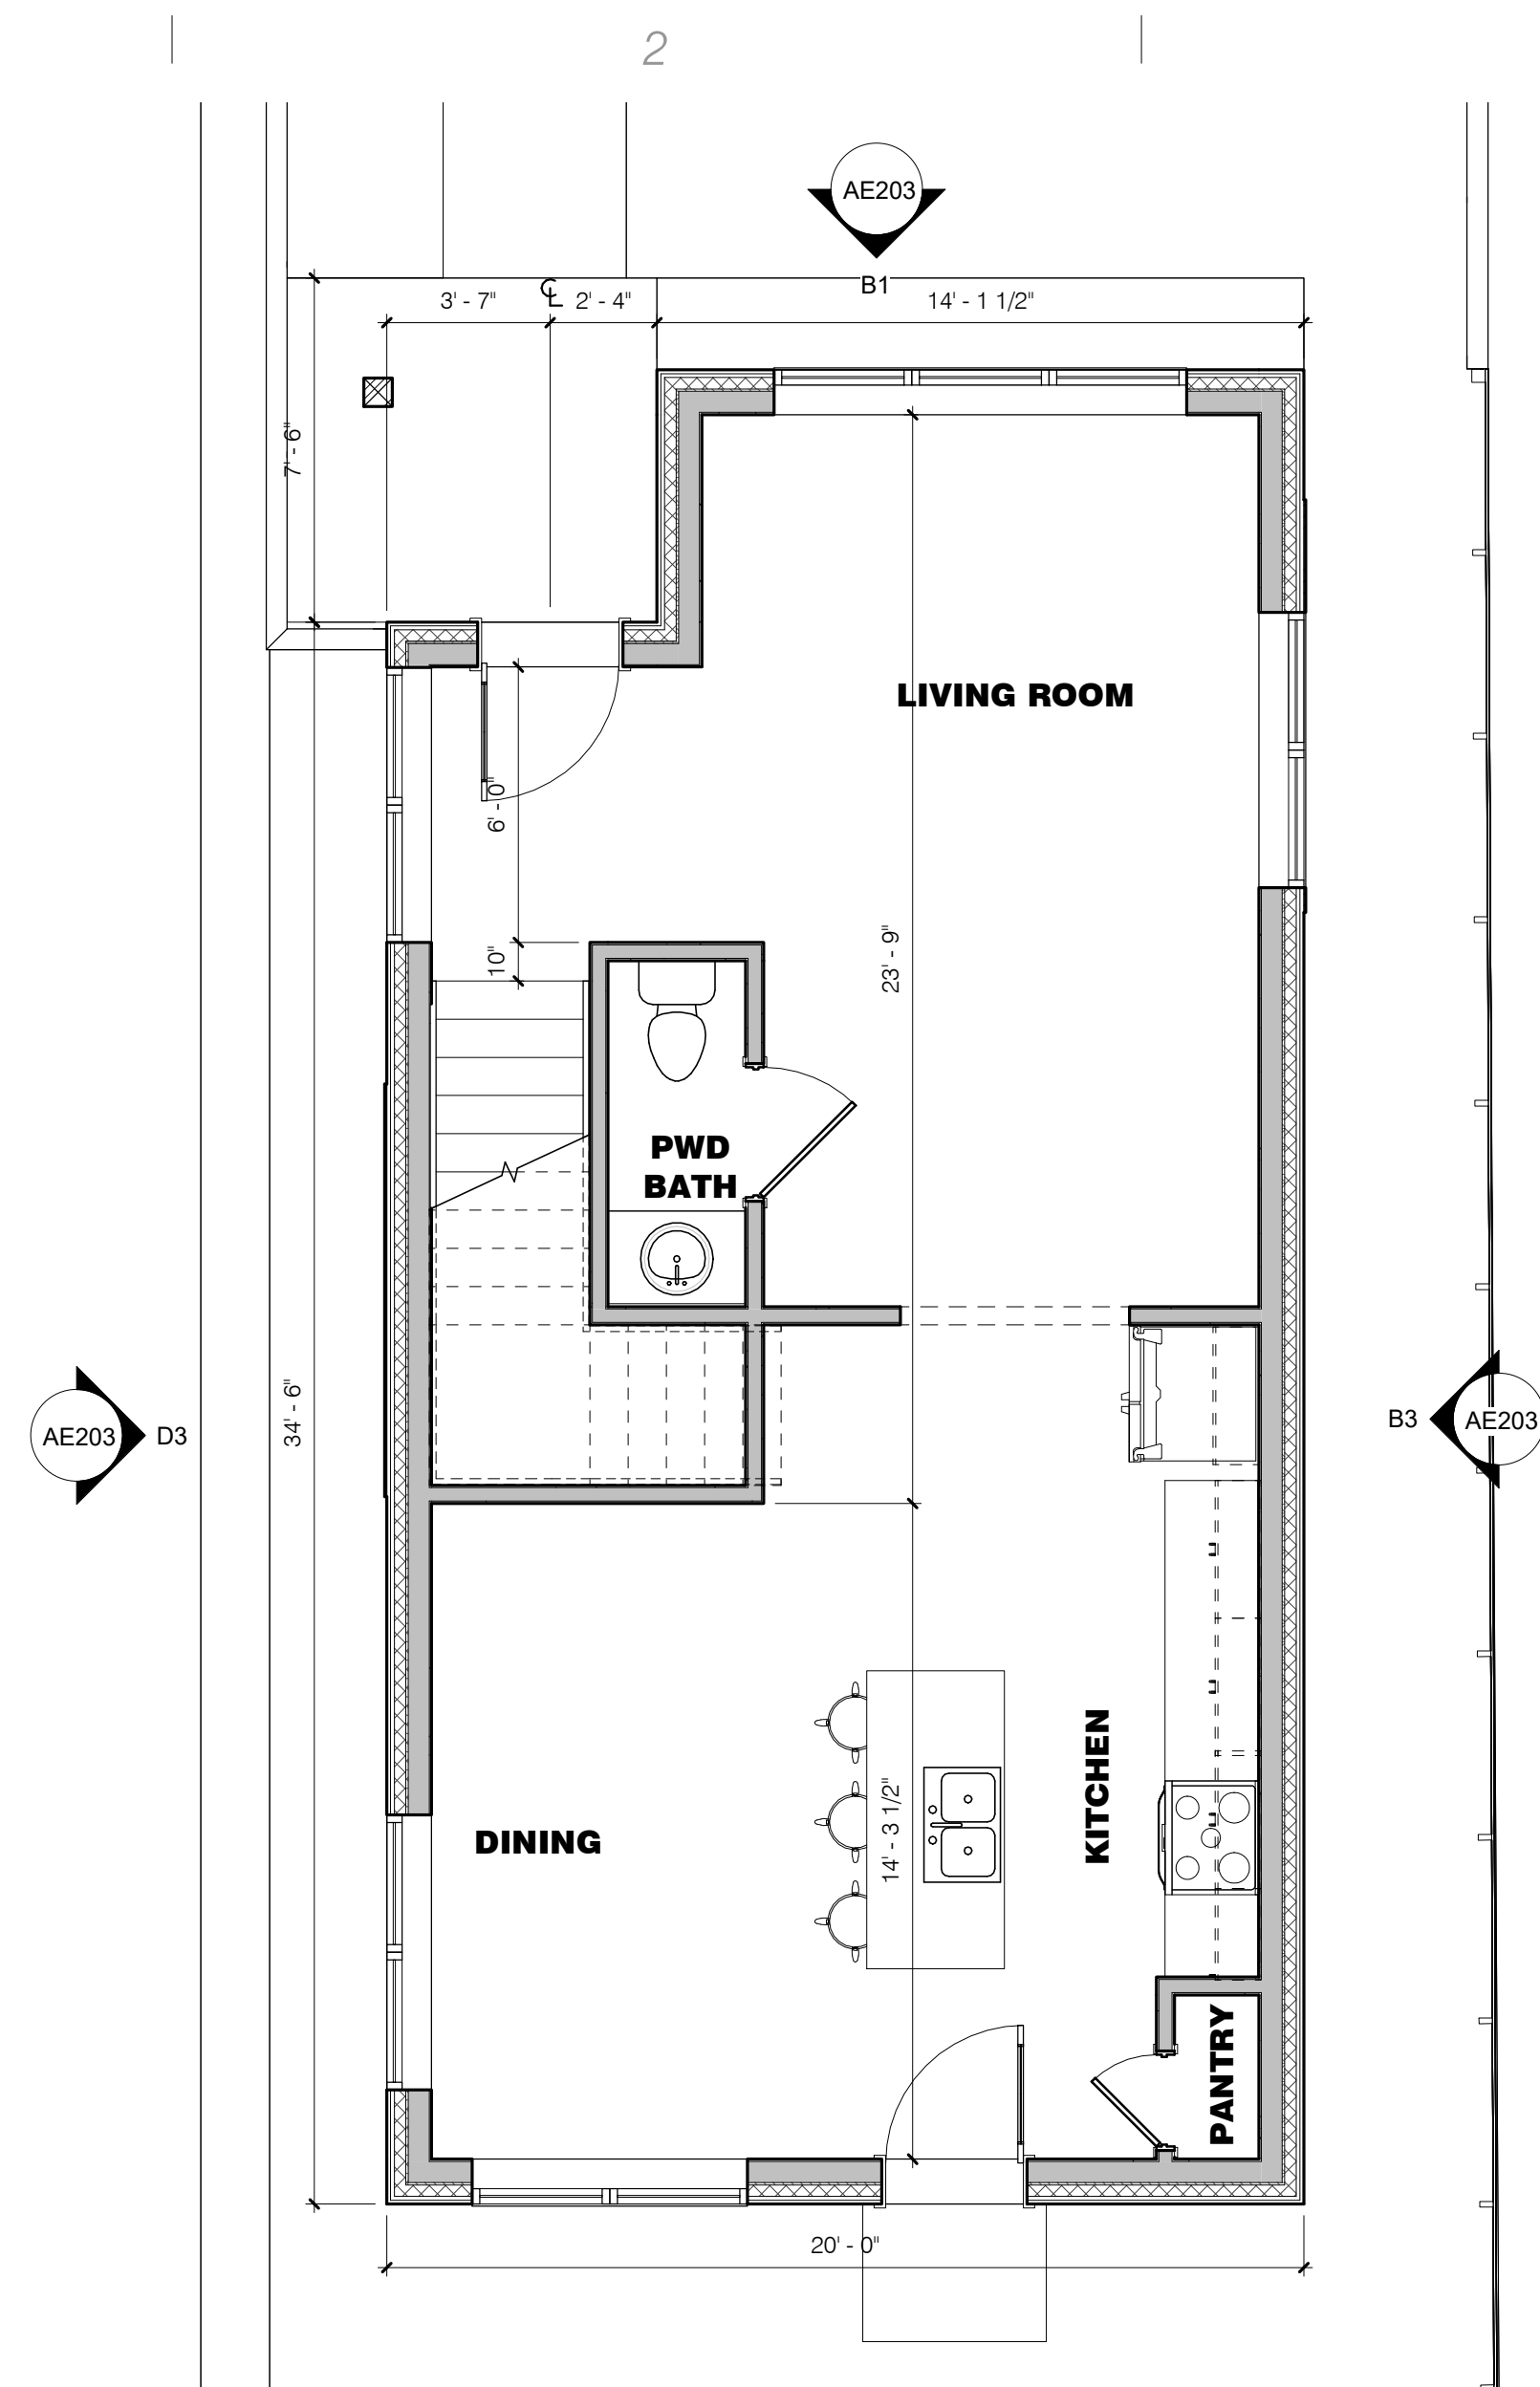 2
AE203
B1
3' - 7"
℄
2' - 4"
14' - 1 1/2"
7' - 6"
LIVING ROOM
6' - 0"
10"
23' - 9"
PWD
BATH
34' - 6"
AE203
D3
B3
AE203
KITCHEN
14' - 3 1/2"
DINING
PANTRY
20' - 0"